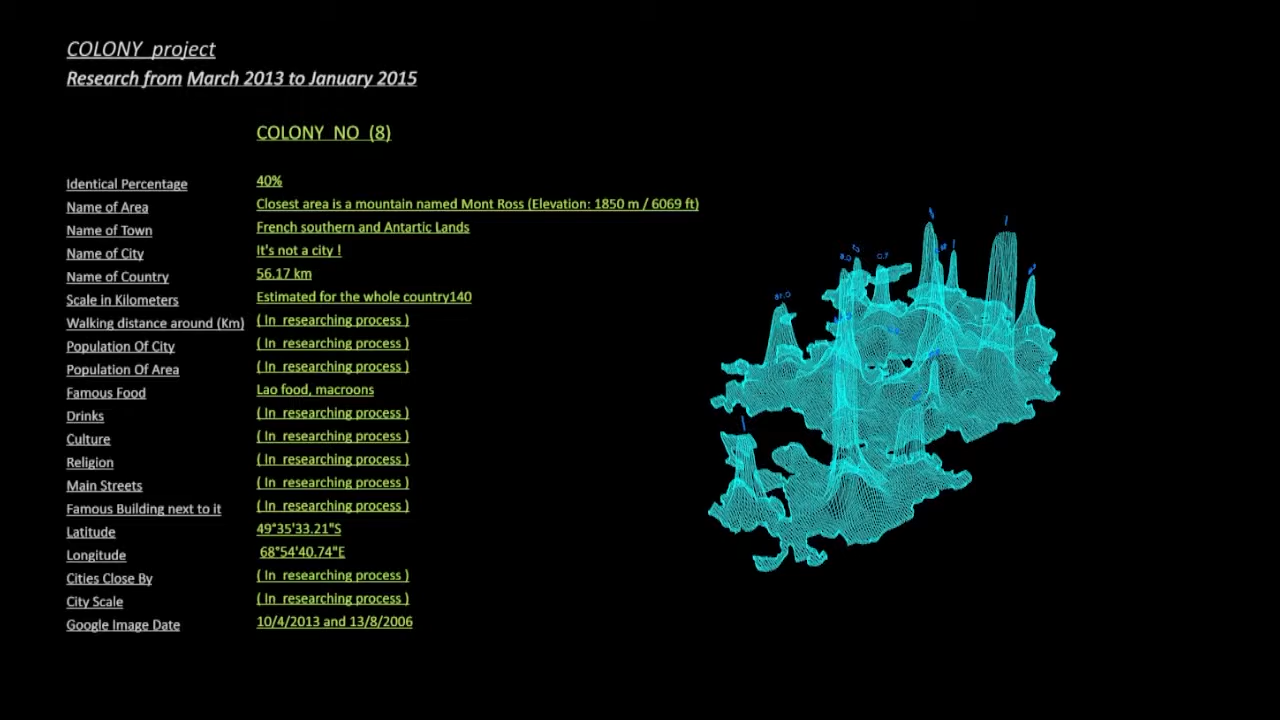 COLONY project
Research from March 2013 to January 2015
COLONY NO (8)
Identical Percentage 40%
Name of Area Closest area is a mountain named Mont Ross (Elevation: 1850 m / 6069 ft)
Name of Town French southern and Antartic Lands
Name of City It's not a city !
Name of Country 56.17 km
Scale in Kilometers Estimated for the whole country140
Walking distance around (Km) ( In researching process )
Population Of City ( In researching process )
Population Of Area ( In researching process )
Famous Food Lao food, macroons
Drinks ( In researching process )
Culture ( In researching process )
Religion ( In researching process )
Main Streets ( In researching process )
Famous Building next to it ( In researching process )
Latitude 49°35'33.21"S
Longitude 68°54'40.74"E
Cities Close By ( In researching process )
City Scale ( In researching process )
Google Image Date 10/4/2013 and 13/8/2006